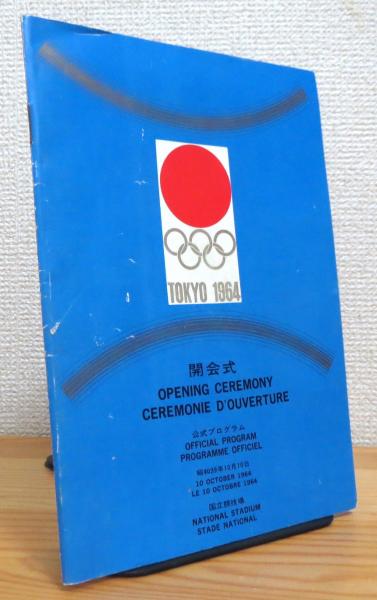 TOKYO 1964
開会式
OPENING CEREMONY
CEREMONIE D'OUVERTURE
公式プログラム
OFFICIAL PROGRAM
PROGRAMME OFFICIEL
昭和39年10月10日
10 OCTOBER 1964
LE 10 OCTOBRE 1964
国立競技場
NATIONAL STADIUM
STADE NATIONAL